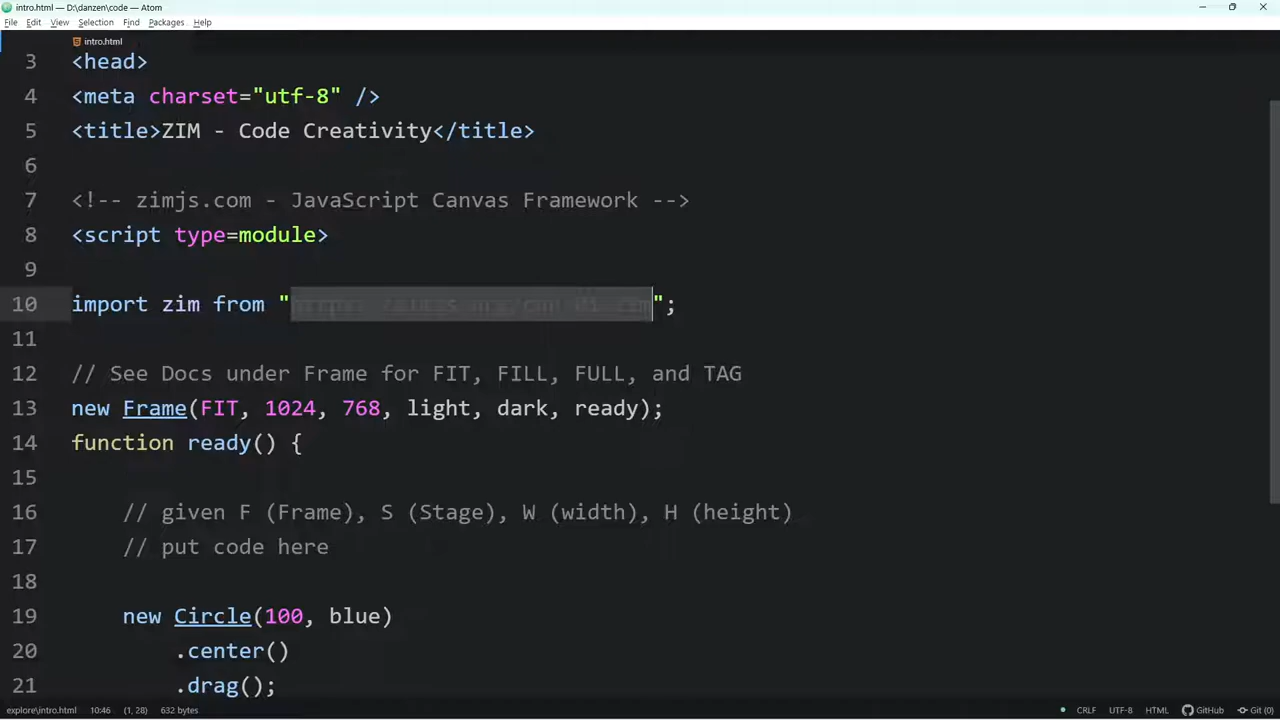 intro.html — D:\danzen\code — Atom
File Edit View Selection Find Packages Help
intro.html
3 <head>
4 <meta charset="utf-8" />
5 <title>ZIM - Code Creativity</title>
6
7 <!-- zimjs.com - JavaScript Canvas Framework -->
8 <script type=module>
9
10 import zim from "";
11
12 // See Docs under Frame for FIT, FILL, FULL, and TAG
13 new Frame(FIT, 1024, 768, light, dark, ready);
14 function ready() {
15
16 // given F (Frame), S (Stage), W (width), H (height)
17 // put code here
18
19 new Circle(100, blue)
20 .center()
21 .drag();
explore\intro.html 10:46 (1, 28) 632 bytes CRLF UTF-8 HTML GitHub Git (0)